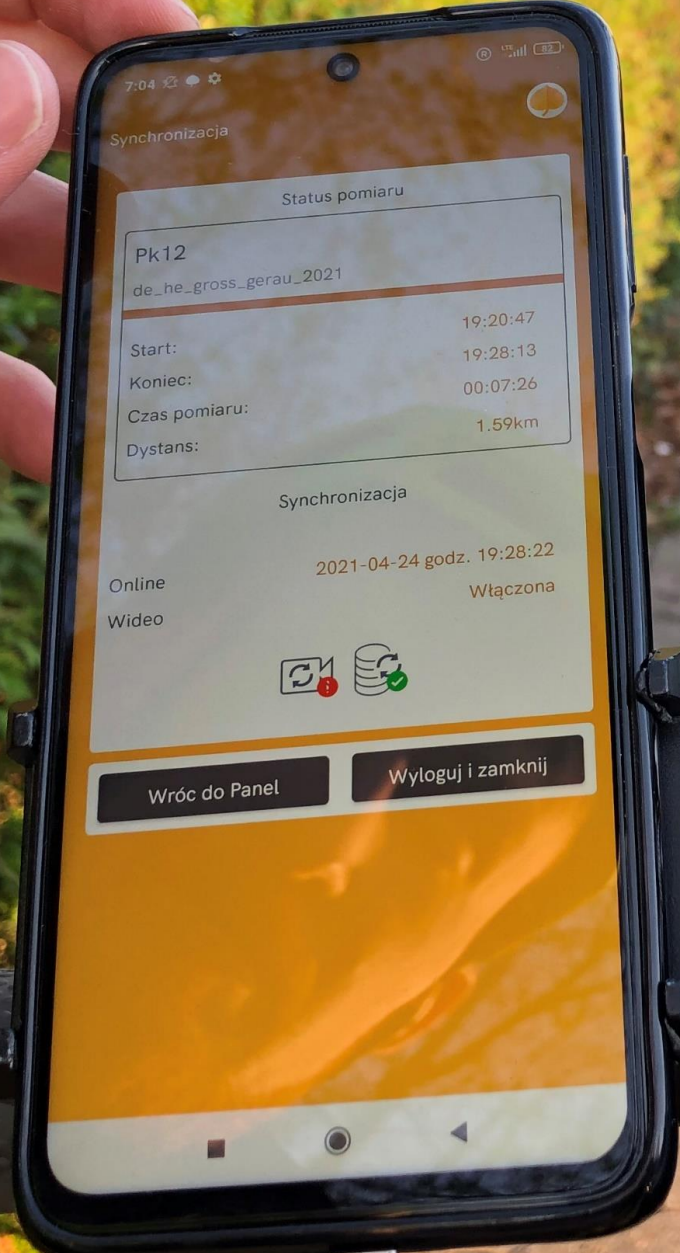 7:04
R LTE 82
Synchronizacja
Status pomiaru
Pk12
de_he_gross_gerau_2021
Start: 19:20:47
Koniec: 19:28:13
Czas pomiaru: 00:07:26
Dystans: 1.59km
Synchronizacja
Online 2021-04-24 godz. 19:28:22
Wideo Włączona
Wróc do Panel
Wyloguj i zamknij